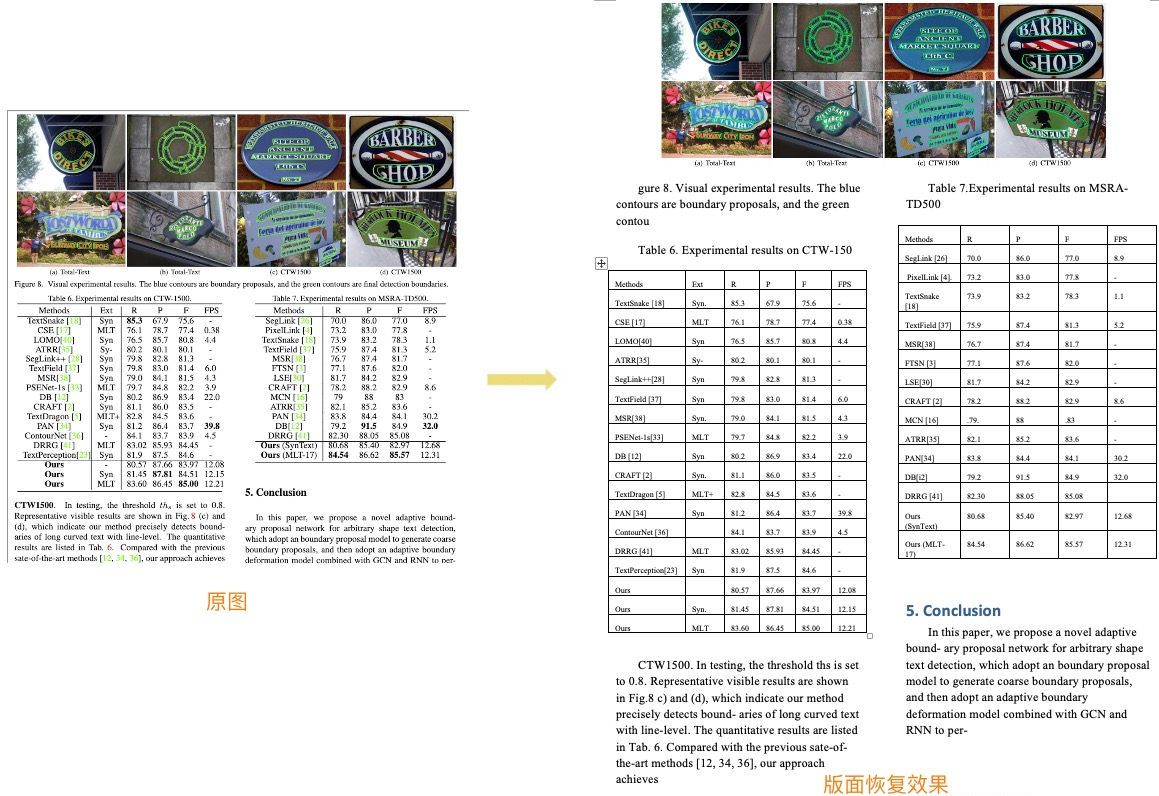 BIKES
DIRECT
SITE OF
ANCIENT
MARKET SQUARE
13th C.
BARBER
SHOP
LOST WORLD
MUSEUM
(a) Total-Text (b) Total-Text (c) CTW1500 (d) CTW1500
Figure 8. Visual experimental results. The blue contours are boundary proposals, and the green contours are final detection boundaries.
Table 6. Experimental results on CTW-1500.
Methods Ext R P F FPS
TextSnake [18] Syn 85.3 67.9 75.6 -
CSE [17] MLT 76.1 78.7 77.4 0.38
LOMO[40] Syn 76.5 85.7 80.8 4.4
ATRR[35] Sy- 80.2 80.1 80.1 -
SegLink++ [28] Syn 79.8 82.8 81.3 -
TextField [37] Syn 79.8 83.0 81.4 6.0
MSR[38] Syn 79.0 84.1 81.5 4.3
PSENet-1s [33] MLT 79.7 84.8 82.2 3.9
DB [12] Syn 80.2 86.9 83.4 22.0
CRAFT [2] Syn 81.1 86.0 83.5 -
TextDragon [5] MLT+ 82.8 84.5 83.6 -
PAN [34] Syn 81.2 86.4 83.7 39.8
ContourNet [36] - 84.1 83.7 83.9 4.5
DRRG [41] MLT 83.02 85.93 84.45 -
TextPerception[23] Syn 81.9 87.5 84.6 -
Ours - 80.57 87.66 83.97 12.08
Ours Syn 81.45 87.81 84.51 12.15
Ours MLT 83.60 86.45 85.00 12.21
CTW1500. In testing, the threshold ths is set to 0.8.
Representative visible results are shown in Fig. 8 (c) and
(d), which indicate our method precisely detects bound-
aries of long curved text with line-level. The quantitative
results are listed in Tab. 6. Compared with the previous
sate-of-the-art methods [12, 34, 36], our approach achieves
Table 7. Experimental results on MSRA-TD500.
Methods R P F FPS
SegLink [26] 70.0 86.0 77.0 8.9
PixelLink [4] 73.2 83.0 77.8 -
TextSnake [18] 73.9 83.2 78.3 1.1
TextField [37] 75.9 87.4 81.3 5.2
MSR[38] 76.7 87.4 81.7 -
FTSN [3] 77.1 87.6 82.0 -
LSE[30] 81.7 84.2 82.9 -
CRAFT [2] 78.2 88.2 82.9 8.6
MCN [16] 79 88 83 -
ATRR[35] 82.1 85.2 83.6 -
PAN [34] 83.8 84.4 84.1 30.2
DB[12] 79.2 91.5 84.9 32.0
DRRG [41] 82.30 88.05 85.08 -
Ours (SynText) 80.68 85.40 82.97 12.68
Ours (MLT-17) 84.54 86.62 85.57 12.31
5. Conclusion
In this paper, we propose a novel adaptive bound-
ary proposal network for arbitrary shape text detection,
which adopt an boundary proposal model to generate coarse
boundary proposals, and then adopt an adaptive boundary
deformation model combined with GCN and RNN to per-
原图
BIKES
DIRECT
SITE OF
ANCIENT
MARKET SQUARE
13th C.
BARBER
SHOP
LOST WORLD
MUSEUM
(a) Total-Text (b) Total-Text (c) CTW1500 (d) CTW1500
gure 8. Visual experimental results. The blue
contours are boundary proposals, and the green
contou
Table 6. Experimental results on CTW-150
Methods Ext R P F FPS
TextSnake [18] Syn. 85.3 67.9 75.6 -
CSE [17] MLT 76.1 78.7 77.4 0.38
LOMO[40] Syn 76.5 85.7 80.8 4.4
ATRR[35] Sy- 80.2 80.1 80.1 -
SegLink++[28] Syn 79.8 82.8 81.3 -
TextField [37] Syn 79.8 83.0 81.4 6.0
MSR[38] Syn. 79.0 84.1 81.5 4.3
PSENet-1s[33] MLT 79.7 84.8 82.2 3.9
DB [12] Syn 80.2 86.9 83.4 22.0
CRAFT [2] Syn. 81.1 86.0 83.5 -
TextDragon [5] MLT+ 82.8 84.5 83.6 -
PAN [34] Syn 81.2 86.4 83.7 39.8
ContourNet [36] 84.1 83.7 83.9 4.5
DRRG [41] MLT 83.02 85.93 84.45 -
TextPerception[23] Syn 81.9 87.5 84.6 -
Ours 80.57 87.66 83.97 12.08
Ours Syn. 81.45 87.81 84.51 12.15
Ours MLT 83.60 86.45 85.00 12.21
CTW1500. In testing, the threshold ths is set
to 0.8. Representative visible results are shown
in Fig.8 c) and (d), which indicate our method
precisely detects bound- aries of long curved text
with line-level. The quantitative results are listed
in Tab. 6. Compared with the previous sate-of-
the-art methods [12, 34, 36], our approach
achieves
Table 7.Experimental results on MSRA-
TD500
Methods R P F FPS
SegLink [26] 70.0 86.0 77.0 8.9
PixelLink [4]. 73.2 83.0 77.8 -
TextSnake 73.9 83.2 78.3 1.1
[18]
TextField [37] 75.9 87.4 81.3 5.2
MSR[38] 76.7 87.4 81.7 -
FTSN [3] 77.1 87.6 82.0 -
LSE[30] 81.7 84.2 82.9 -
CRAFT [2] 78.2 88.2 82.9 8.6
MCN [16] .79. 88 .83 -
ATRR[35] 82.1 85.2 83.6 -
PAN[34] 83.8 84.4 84.1 30.2
DB[i2] 79.2 91.5 84.9 32.0
DRRG [41] 82.30 88.05 85.08
Ours 80.68 85.40 82.97 12.68
(SynText)
Ours (MLT- 84.54 86.62 85.57 12.31
17)
5. Conclusion
In this paper, we propose a novel adaptive
bound- ary proposal network for arbitrary shape
text detection, which adopt an boundary proposal
model to generate coarse boundary proposals,
and then adopt an adaptive boundary
deformation model combined with GCN and
RNN to per-
版面恢复效果